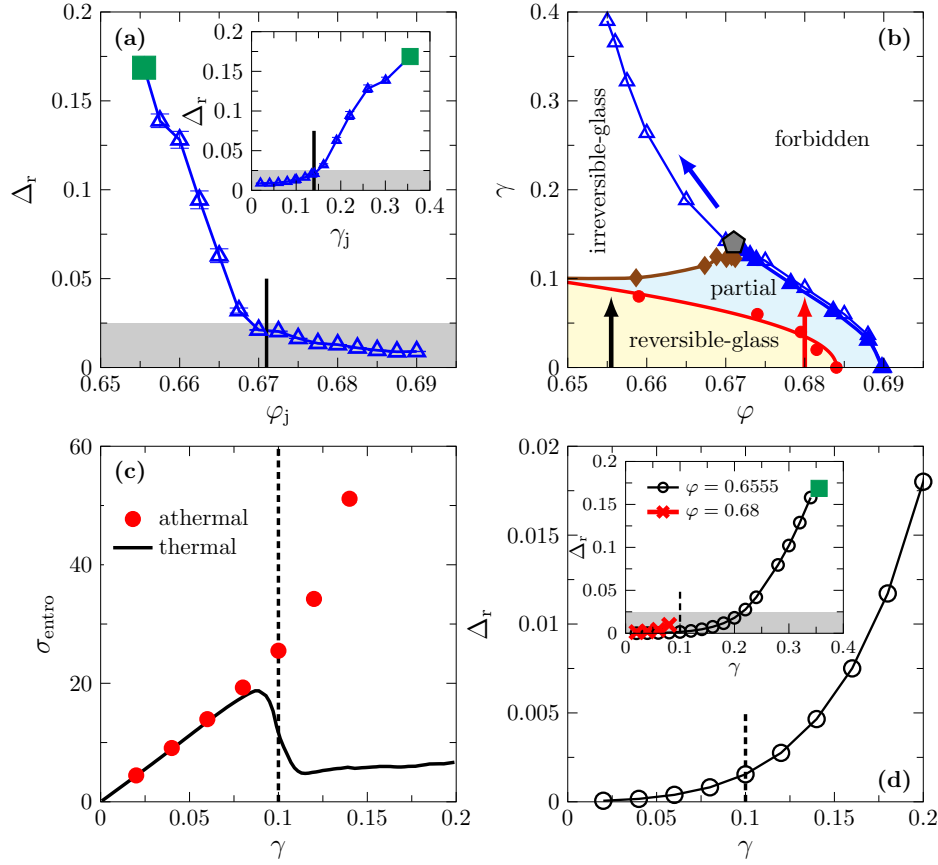 (a)
0.2
0.15
0.1
0.05
0
Δr
0.65
0.66
0.67
0.68
0.69
φj
0.2
0.15
0.1
0.05
0
Δr
0
0.1
0.2
0.3
0.4
γj
(b)
0.4
0.3
0.2
0.1
0
γ
irreversible-glass
forbidden
partial
reversible-glass
0.65
0.66
0.67
0.68
0.69
φ
(c)
60
40
20
0
σentro
athermal
thermal
0
0.05
0.1
0.15
0.2
γ
(d)
0.02
0.015
0.01
0.005
0
Δr
0.2
0.15
0.1
0.05
0
Δr
φ = 0.6555
φ = 0.68
0
0.1
0.2
0.3
0.4
γ
0
0.05
0.1
0.15
0.2
γ